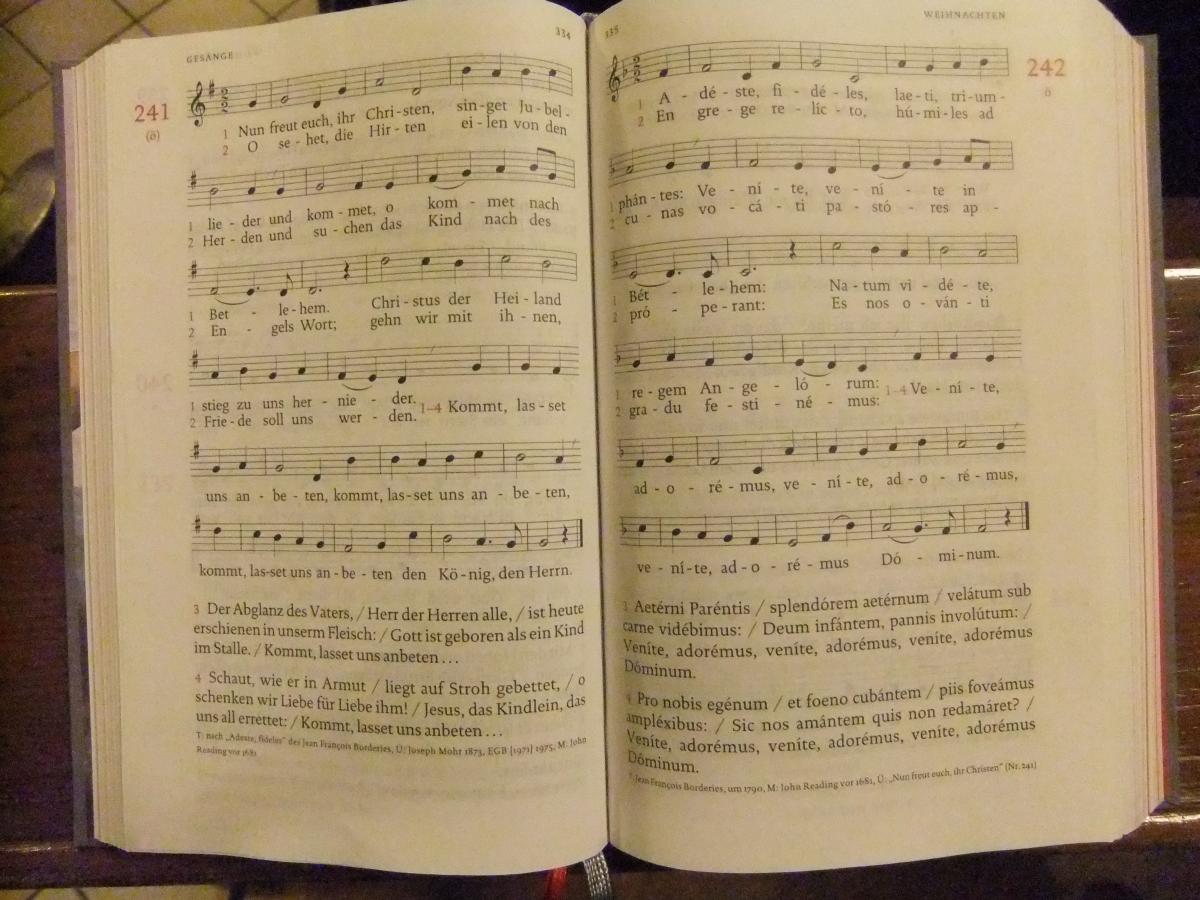 GESÄNGE
334
241
(ö)
1 Nun freut euch, ihr Chri - sten, sin - get Ju - bel -
2 O se - het, die Hir - ten ei - len von den
1 lie - der und kom - met, o kom - met nach
2 Her - den und su - chen das Kind nach des
1 Bet - le - hem. Chri - stus der Hei - land
2 En - gels Wort; gehn wir mit ih - nen,
1 stieg zu uns her - nie - der. 1–4 Kommt, las - set
2 Frie - de soll uns wer - den.
uns an - be - ten, kommt, las - set uns an - be - ten,
kommt, las - set uns an - be - ten den Kö - nig, den Herrn.
3 Der Abglanz des Vaters, / Herr der Herren alle, / ist heute
erschienen in unserm Fleisch: / Gott ist geboren als ein Kind
im Stalle. / Kommt, lasset uns anbeten ...
4 Schaut, wie er in Armut / liegt auf Stroh gebettet, / o
schenken wir Liebe für Liebe ihm! / Jesus, das Kindlein, das
uns all errettet: / Kommt, lasset uns anbeten ...
T: nach „Adeste, fideles“ des Jean François Borderies, Ü: Joseph Mohr 1873, EGB [1971] 1975, M: John
Reading vor 1681
335
WEIHNACHTEN
242
ö
1 A - dé - ste, fi - dé - les, lae - ti, tri - um -
2 En gre - ge re - líc - to, hú - mi - les ad
1 phán - tes: Ve - ní - te, ve - ní - te in
2 cu - nas vo - cá - ti pa - stó - res ap -
1 Bét - le - hem: Na - tum vi - dé - te,
2 pró - pe - rant: Es nos o - ván - ti
1 re - gem An - ge - ló - rum: 1–4 Ve - ní - te,
2 gra - du fe - sti - né - mus:
ad - o - ré - mus, ve - ní - te, ad - o - ré - mus,
ve - ní - te, ad - o - ré - mus Dó - mi - num.
3 Aetérni Paréntis / splendórem aetérnum / velátum sub
carne vidébimus: / Deum infántem, pannis involútum: /
Veníte, adorémus, veníte, adorémus, veníte, adorémus
Dóminum.
4 Pro nobis egénum / et foeno cubántem / piis foveámus
ampléxibus: / Sic nos amántem quis non redamáret? /
Veníte, adorémus, veníte, adorémus, veníte, adorémus
Dóminum.
T: Jean François Borderies, um 1790, M: John Reading vor 1681, Ü: „Nun freut euch, ihr Christen“ (Nr. 241)